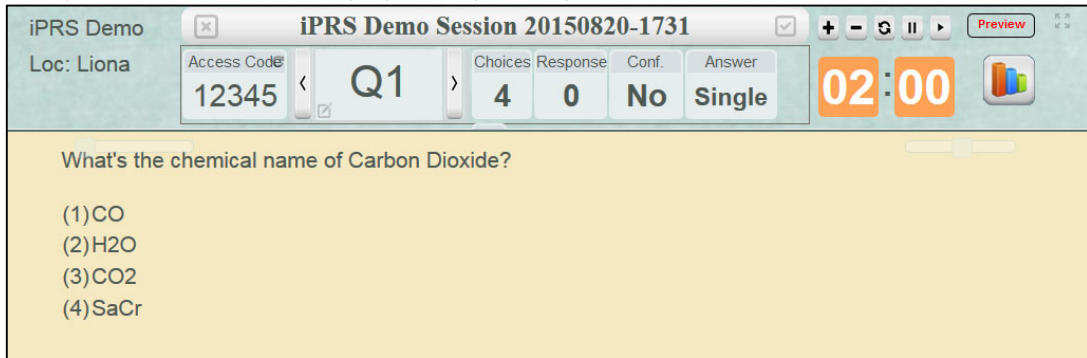 iPRS Demo
iPRS Demo Session 20150820-1731
Preview
Loc: Liona
Access Code
12345
Q1
Choices
4
Response
0
Conf.
No
Answer
Single
02:00
What's the chemical name of Carbon Dioxide?
(1)CO
(2)H2O
(3)CO2
(4)SaCr